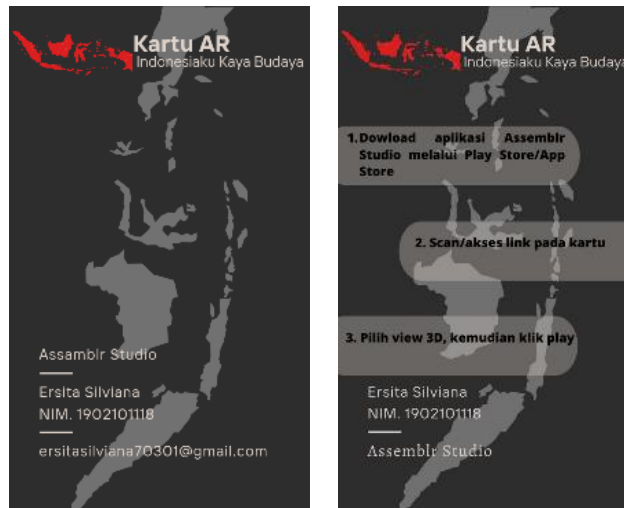 Kartu AR
Indonesiaku Kaya Budaya
Assamblr Studio
Ersita Silviana
NIM. 1902101118
ersitasilviana70301@gmail.com
Kartu AR
Indonesiaku Kaya Budaya
1.Dowload aplikasi Assemblr
Studio melalui Play Store/App
Store
2. Scan/akses link pada kartu
3. Pilih view 3D, kemudian klik play
Ersita Silviana
NIM. 1902101118
Assemblr Studio